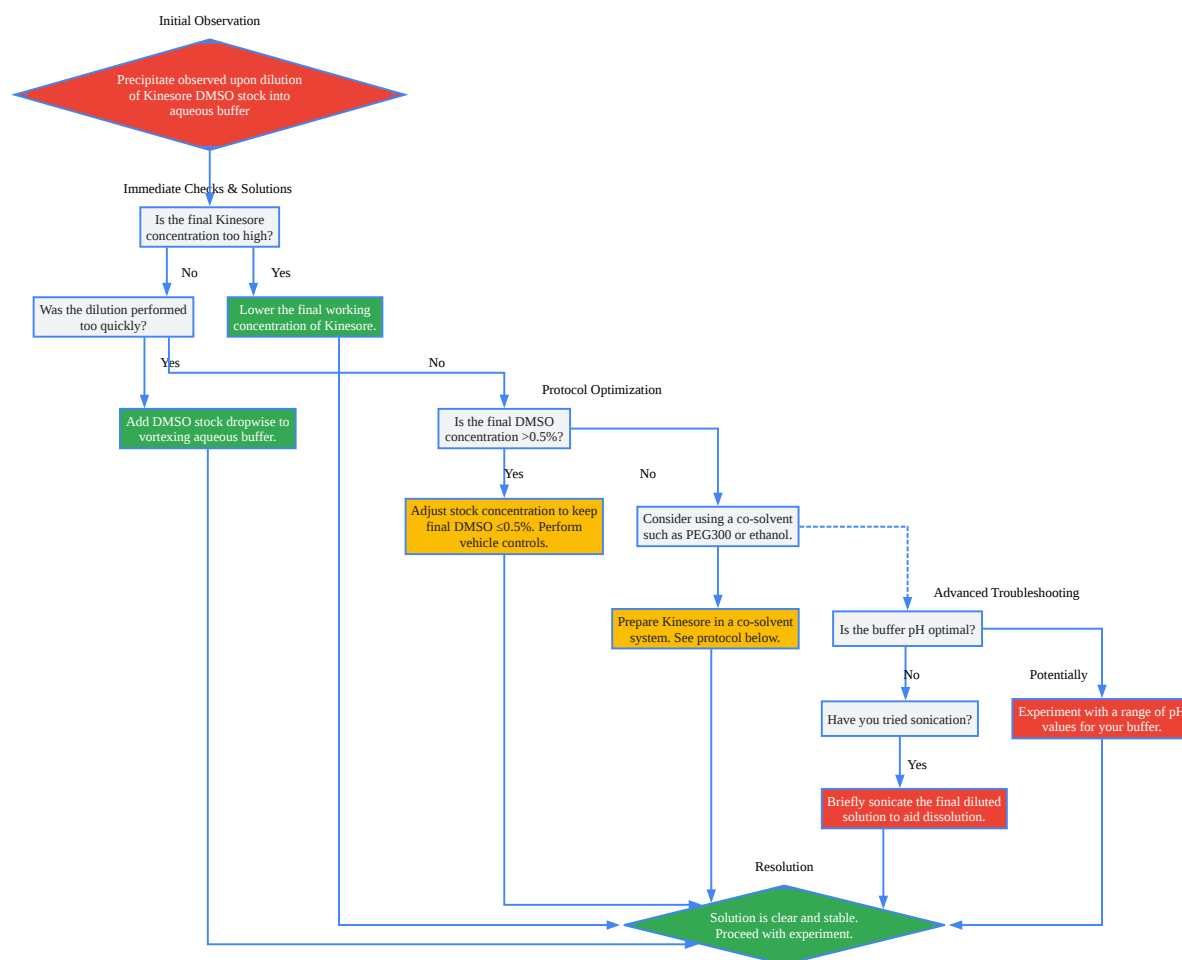 Initial Observation
Precipitate observed upon dilution
of Kinesore DMSO stock into
aqueous buffer
Immediate Checks & Solutions
Is the final Kinesore
concentration too high?
No
Yes
Was the dilution performed
too quickly?
Lower the final working
concentration of Kinesore.
Yes
No
Protocol Optimization
Add DMSO stock dropwise to
vortexing aqueous buffer.
Is the final DMSO
concentration >0.5%?
Yes
No
Adjust stock concentration to keep
final DMSO ≤0.5%. Perform
vehicle controls.
Consider using a co-solvent
such as PEG300 or ethanol.
Advanced Troubleshooting
Prepare Kinesore in a co-solvent
system. See protocol below.
Is the buffer pH optimal?
No
Potentially
Have you tried sonication?
Experiment with a range of pH
values for your buffer.
Yes
Briefly sonicate the final diluted
solution to aid dissolution.
Resolution
Solution is clear and stable.
Proceed with experiment.